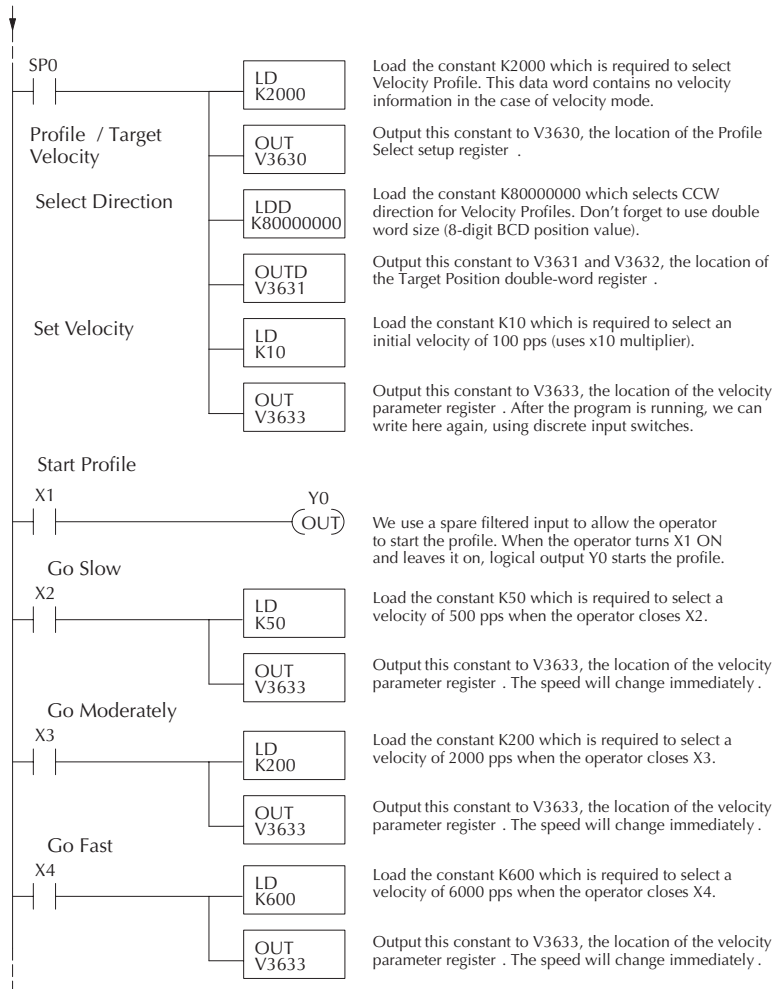 SP0
LD
K2000
Load the constant K2000 which is required to select
Velocity Profile. This data word contains no velocity
information in the case of velocity mode.
Profile / Target
Velocity
OUT
V3630
Output this constant to V3630, the location of the Profile
Select setup register .
Select Direction
LDD
K80000000
Load the constant K80000000 which selects CCW
direction for Velocity Profiles. Don't forget to use double
word size (8-digit BCD position value).
OUTD
V3631
Output this constant to V3631 and V3632, the location of
the Target Position double-word register .
Set Velocity
LD
K10
Load the constant K10 which is required to select an
initial velocity of 100 pps (uses x10 multiplier).
OUT
V3633
Output this constant to V3633, the location of the velocity
parameter register . After the program is running, we can
write here again, using discrete input switches.
Start Profile
X1
Y0
OUT
We use a spare filtered input to allow the operator
to start the profile. When the operator turns X1 ON
and leaves it on, logical output Y0 starts the profile.
Go Slow
X2
LD
K50
Load the constant K50 which is required to select a
velocity of 500 pps when the operator closes X2.
OUT
V3633
Output this constant to V3633, the location of the velocity
parameter register . The speed will change immediately .
Go Moderately
X3
LD
K200
Load the constant K200 which is required to select a
velocity of 2000 pps when the operator closes X3.
OUT
V3633
Output this constant to V3633, the location of the velocity
parameter register . The speed will change immediately .
Go Fast
X4
LD
K600
Load the constant K600 which is required to select a
velocity of 6000 pps when the operator closes X4.
OUT
V3633
Output this constant to V3633, the location of the velocity
parameter register . The speed will change immediately .